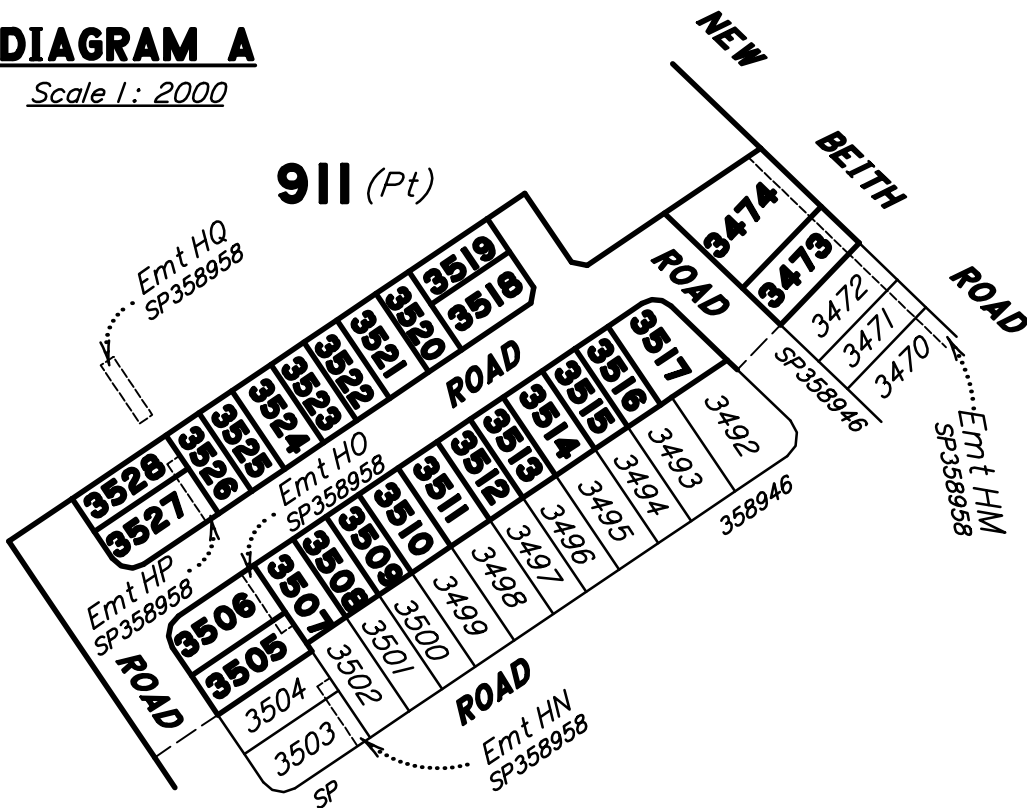 DIAGRAM A
Scale 1: 2000
NEW
BEITH
ROAD
911 (Pt)
Emt HQ
SP358958
3474
3473
3472
3471
3470
ROAD
SP358946
Emt HM
SP358958
3519
3518
3520
3521
3522
3523
3524
3525
3526
3528
3527
ROAD
Emt HO
SP358958
Emt HP
SP358958
3517
3516
3515
3514
3513
3512
3511
3510
3509
3508
3507
3506
3505
3492
3493
3494
3495
3496
3497
3498
3499
3500
3501
3502
3504
3503
358946
ROAD
ROAD
Emt HN
SP358958
SP